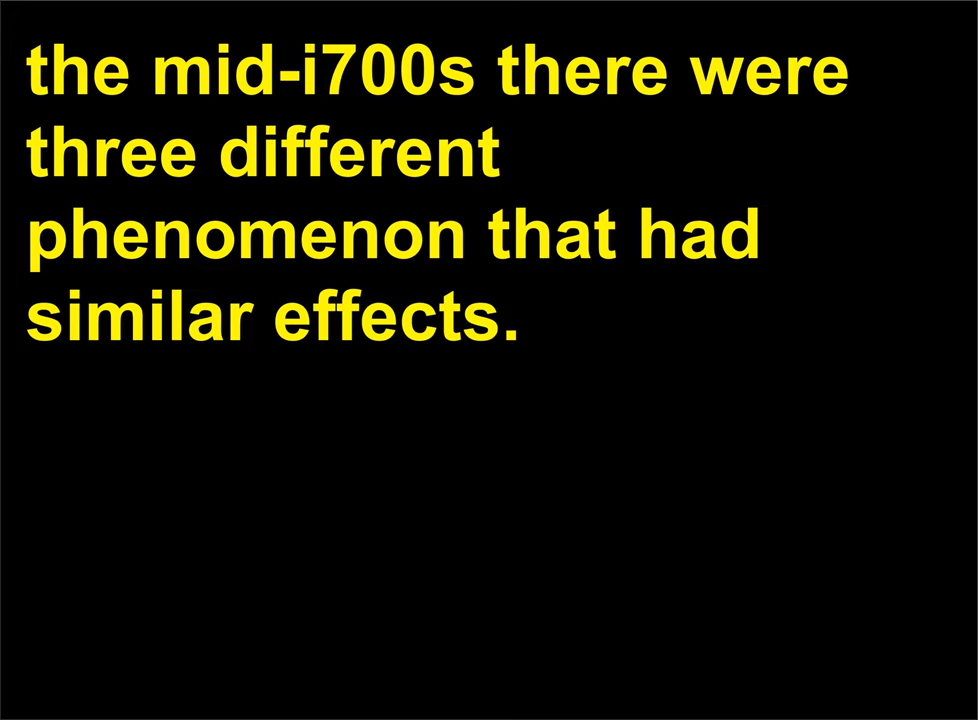 the mid-i700s there were
three different
phenomenon that had
similar effects.